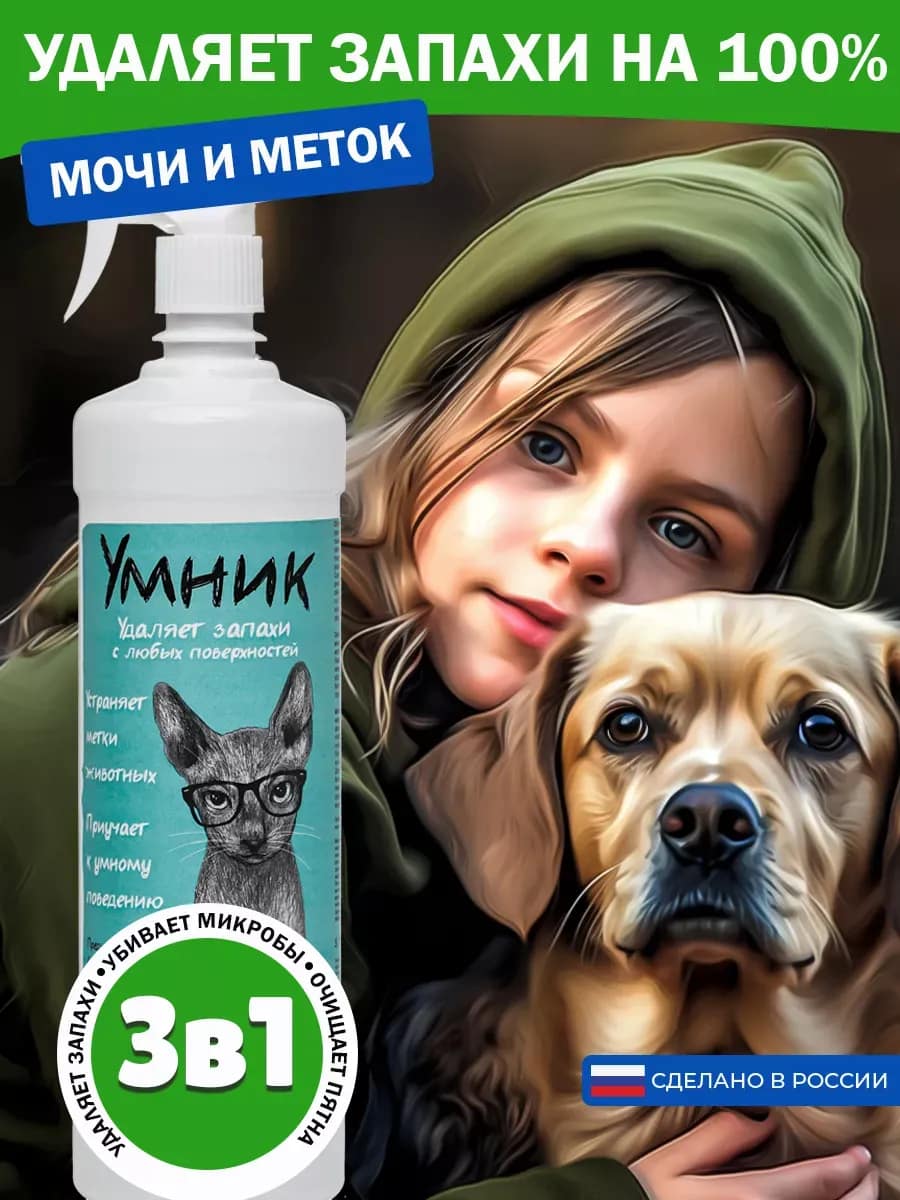 УДАЛЯЕТ ЗАПАХИ НА 100%
МОЧИ И МЕТОК
Умник
Удаляет запахи
с любых поверхностей
Устраняет
метки
животных
Приучает
к умному
поведению
УДАЛЯЕТ ЗАПАХИ • УБИВАЕТ МИКРОБЫ • ОЧИЩАЕТ ПЯТНА
3в1
СДЕЛАНО В РОССИИ